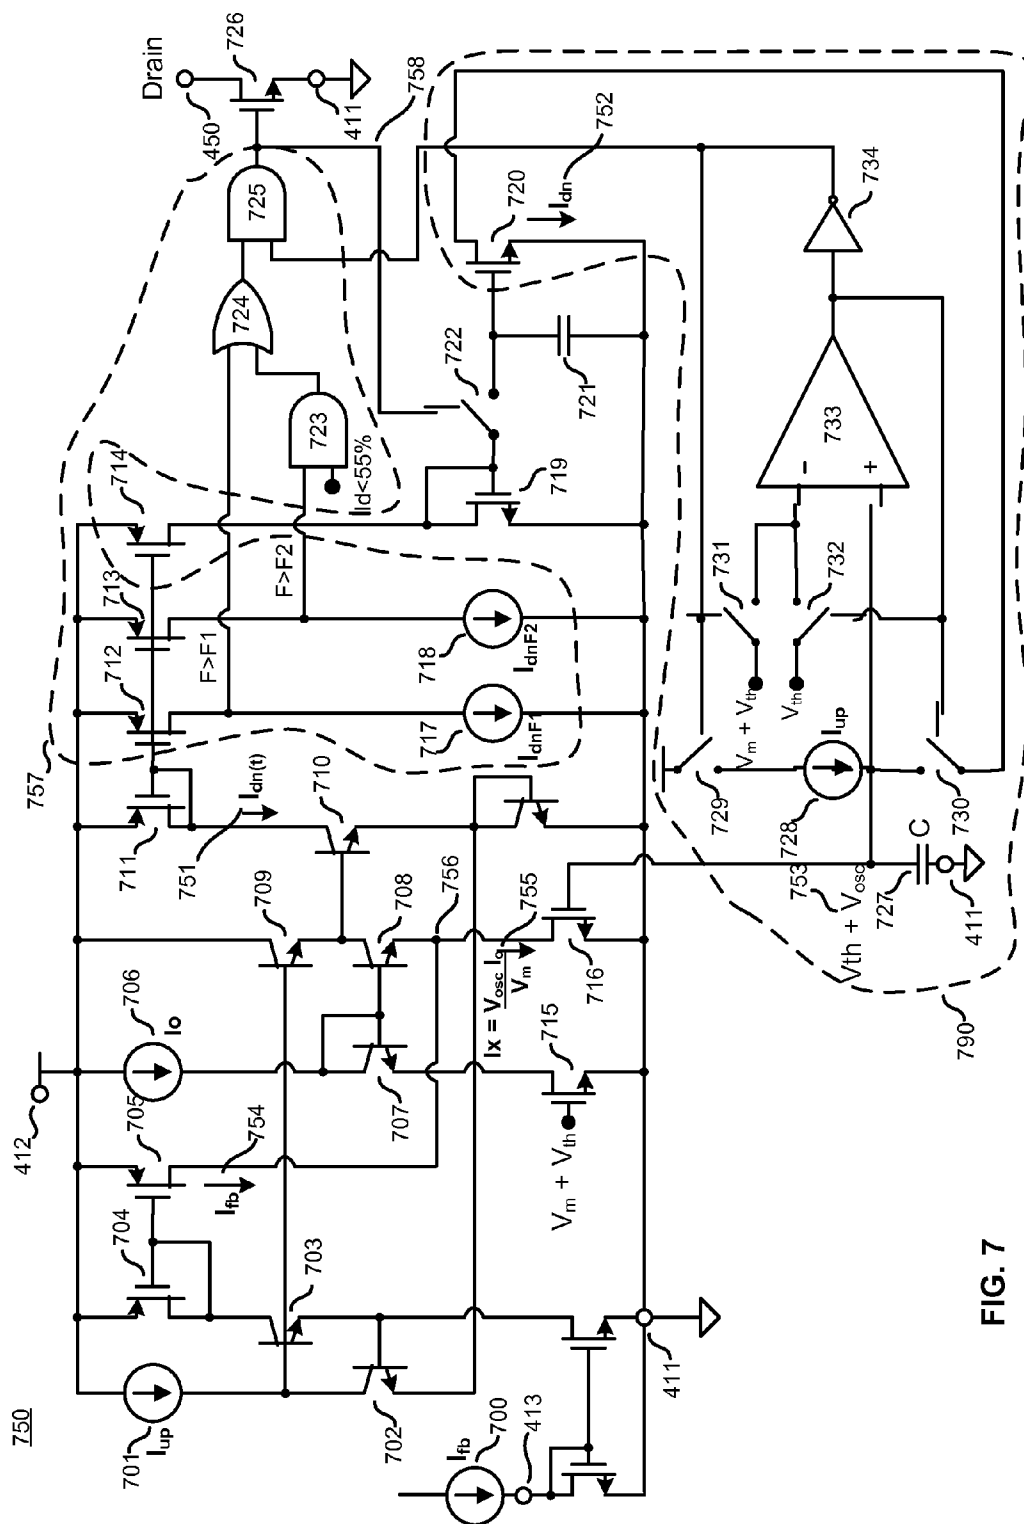 750
412
701
Iup
704
705
706
Io
711
757
712
713
714
724
725
726
Drain
450
411
758
703
754
Ifb
709
751
Idn(t)
710
F>F1
F>F2
723
Id<55%
722
720
Idn
752
702
707
708
756
717
IdnF1
718
IdnF2
719
721
Ifb
700
413
Ix = Vosc Io
Vm
755
Vm + Vth
715
716
411
790
753
Vth + Vosc
727
C
411
728
Iup
729
730
Vm + Vth
Vth
731
732
-
+
733
734
FIG. 7